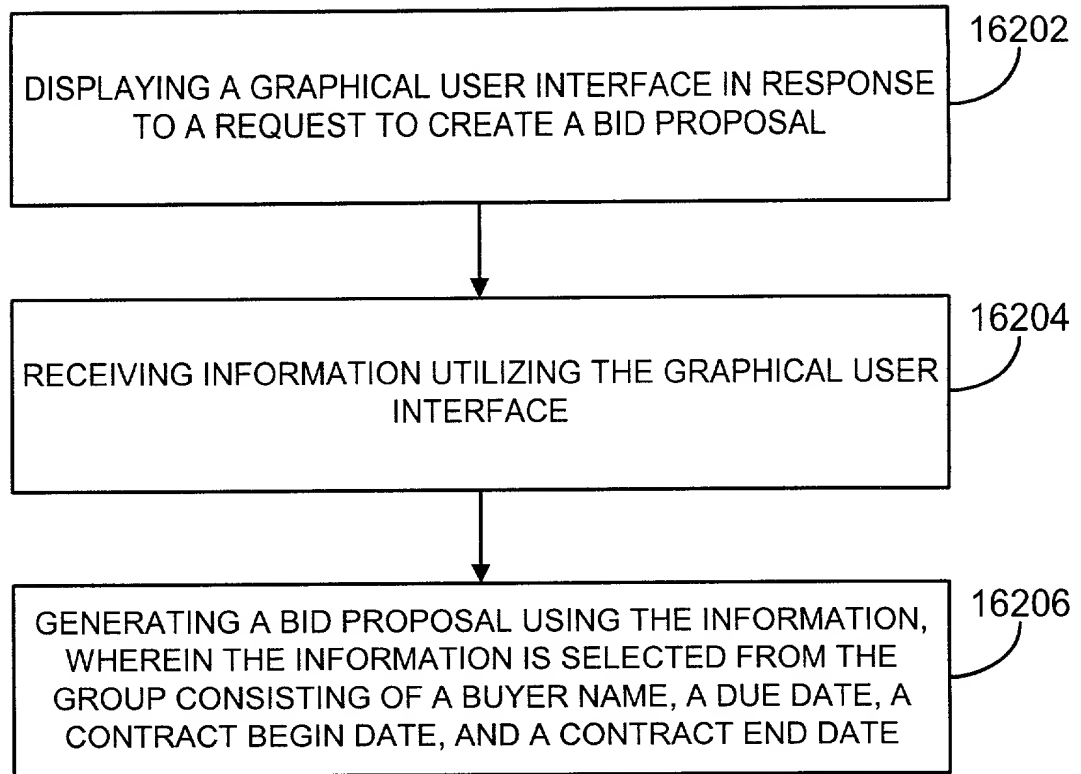 16202
DISPLAYING A GRAPHICAL USER INTERFACE IN RESPONSE
TO A REQUEST TO CREATE A BID PROPOSAL
16204
RECEIVING INFORMATION UTILIZING THE GRAPHICAL USER
INTERFACE
16206
GENERATING A BID PROPOSAL USING THE INFORMATION,
WHEREIN THE INFORMATION IS SELECTED FROM THE
GROUP CONSISTING OF A BUYER NAME, A DUE DATE, A
CONTRACT BEGIN DATE, AND A CONTRACT END DATE